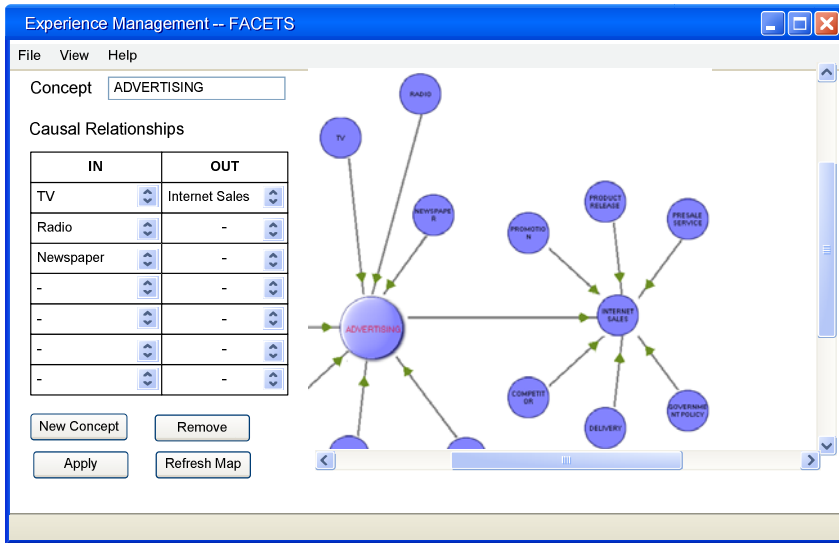 Experience Management -- FACETS
File View Help
Concept ADVERTISING
Causal Relationships
IN OUT
TV Internet Sales
Radio -
Newspaper -
- -
- -
- -
- -
New Concept Remove
Apply Refresh Map
RADIO
TV
NEWSPAPE
R
PRODUCT
RELEASE
PRESALE
SERVICE
PROMOTIO
N
ADVERTISING
INTERNET
SALES
COMPETIT
OR
DELIVERY
GOVERNME
NT POLICY